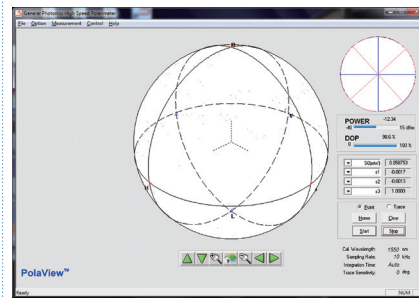 General Photonics High Speed Polarimeter
File Option Measurement Control Help
R
V
H
L
POWER -12.34
-40 15 dBm
DOP 98.6%
0 100 %
S0(mW) 0.058753
s1 -0.0017
s2 -0.0013
s3 1.0000
Point Trace
Home Clear
Start Stop
Cal. Wavelength: 1550 nm
Sampling Rate: 10 kHz
Integration Time: Auto
Trace Sensitivity: 0 deg
PolaView™
Ready NUM